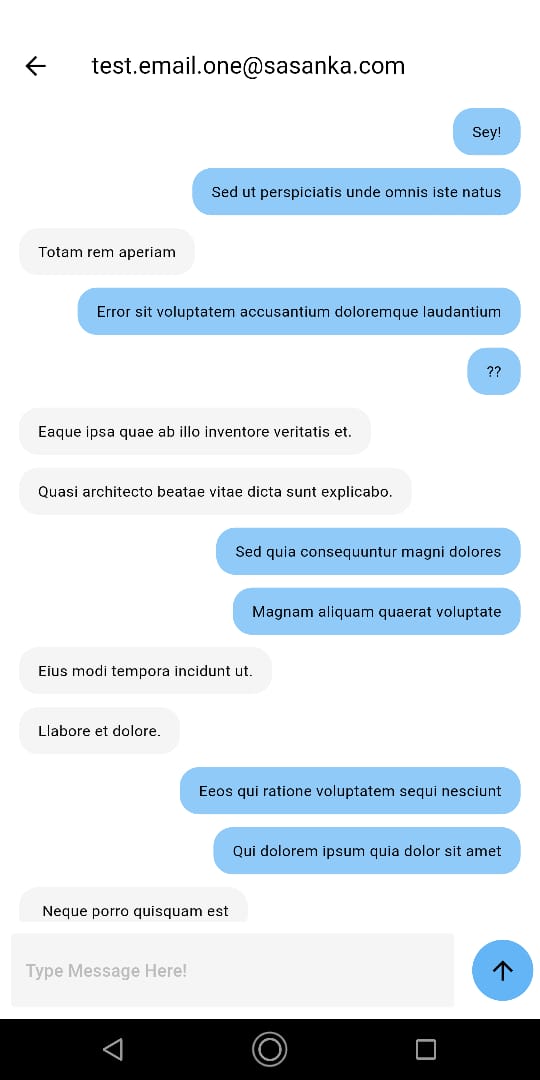 test.email.one@sasanka.com
Sey!
Sed ut perspiciatis unde omnis iste natus
Totam rem aperiam
Error sit voluptatem accusantium doloremque laudantium
??
Eaque ipsa quae ab illo inventore veritatis et.
Quasi architecto beatae vitae dicta sunt explicabo.
Sed quia consequuntur magni dolores
Magnam aliquam quaerat voluptate
Eius modi tempora incidunt ut.
Llabore et dolore.
Eeos qui ratione voluptatem sequi nesciunt
Qui dolorem ipsum quia dolor sit amet
Neque porro quisquam est
Type Message Here!